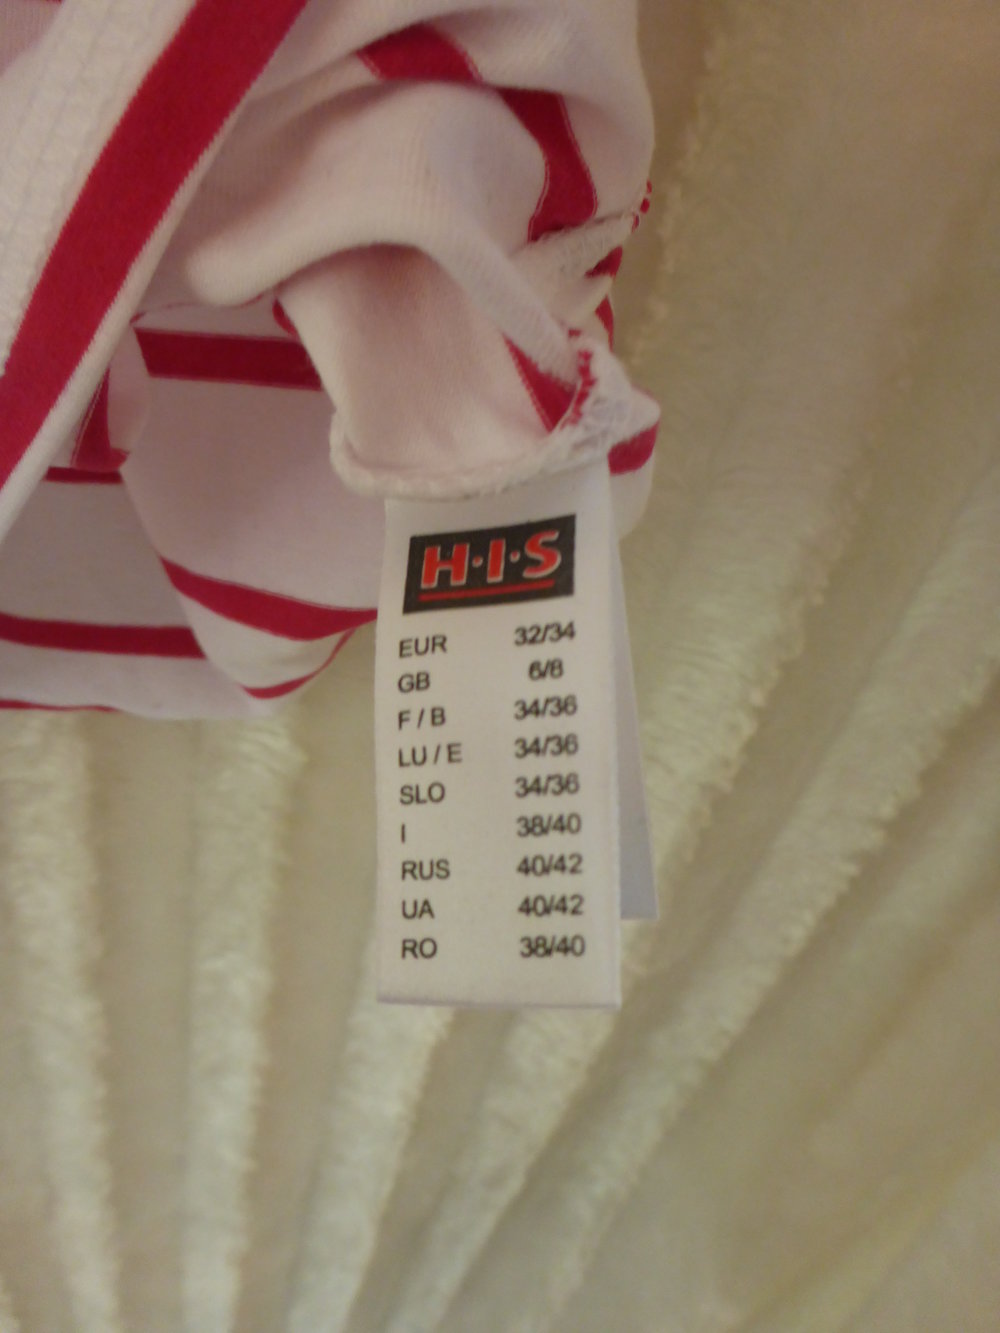 H·I·S
EUR 32/34
GB 6/8
F / B 34/36
LU / E 34/36
SLO 34/36
I 38/40
RUS 40/42
UA 40/42
RO 38/40